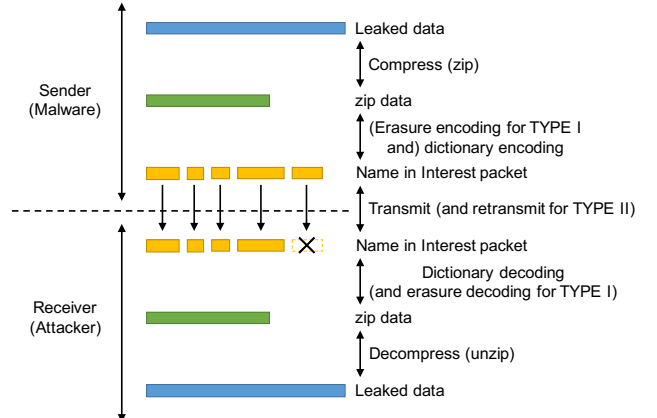 Leaked data
Compress (zip)
Sender
(Malware)
zip data
(Erasure encoding for TYPE I
and) dictionary encoding
Name in Interest packet
Transmit (and retransmit for TYPE II)
Name in Interest packet
Dictionary decoding
(and erasure decoding for TYPE I)
Receiver
(Attacker)
zip data
Decompress (unzip)
Leaked data